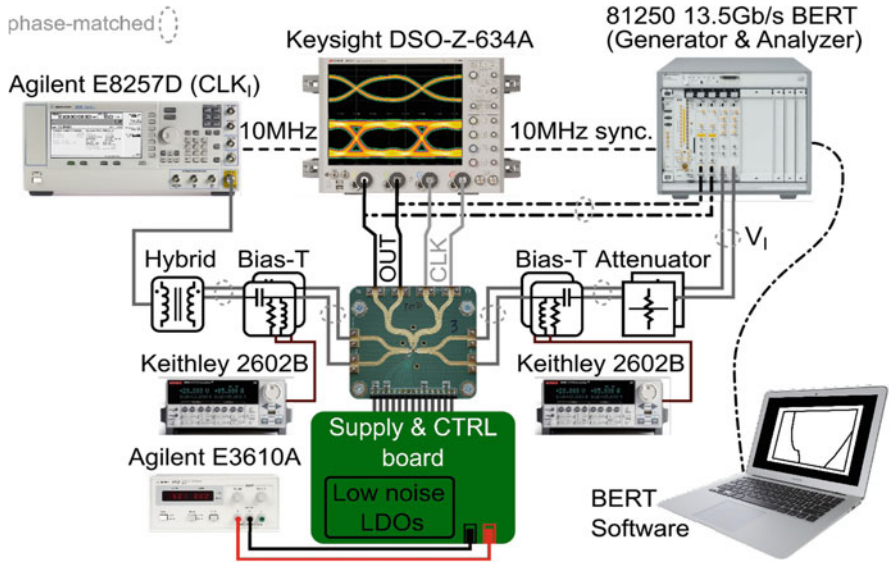 phase-matched
81250 13.5Gb/s BERT
(Generator & Analyzer)
Keysight DSO-Z-634A
Agilent E8257D (CLKI)
10MHz
10MHz sync.
VI
Hybrid
Bias-T
OUT
CLK
Bias-T
Attenuator
3
Keithley 2602B
Keithley 2602B
Supply & CTRL
board
Agilent E3610A
Low noise
LDOs
BERT
Software